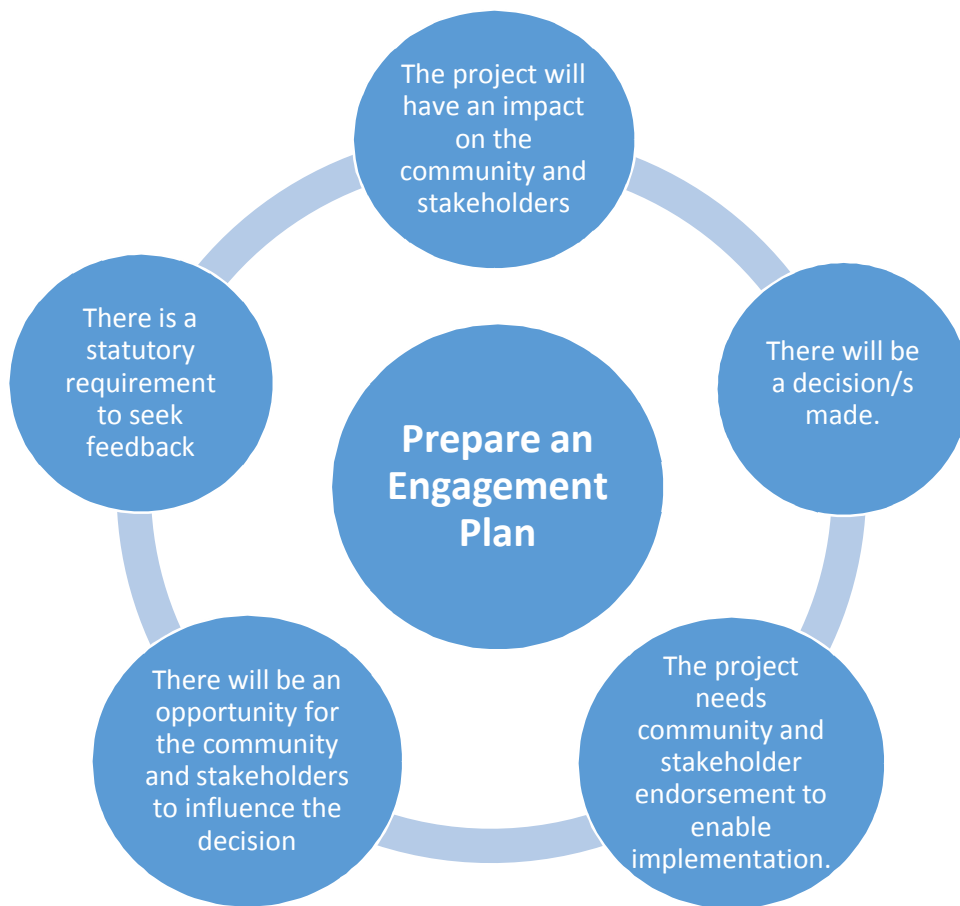 The project will
have an impact
on the
community and
stakeholders
There will be
a decision/s
made.
The project
needs
community and
stakeholder
endorsement to
enable
implementation.
There will be an
opportunity for
the community
and stakeholders
to influence the
decision
There is a
statutory
requirement
to seek
feedback
Prepare an
Engagement
Plan